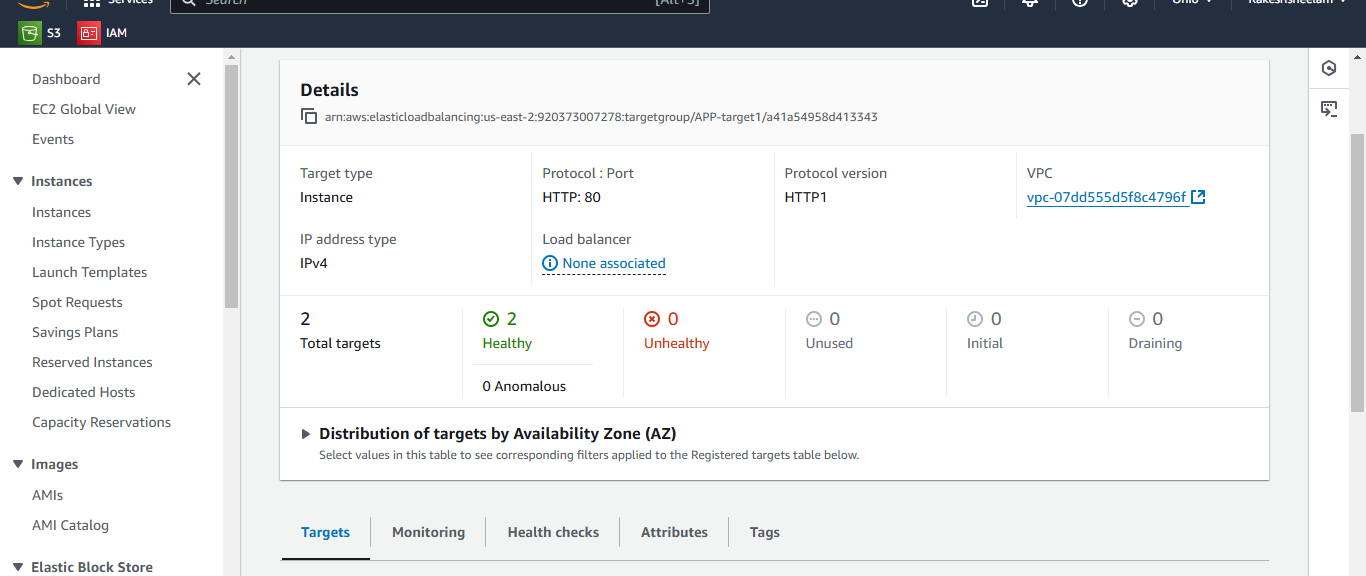 Services
Search
[Alt+S]
Ohio
S3
IAM
Dashboard
EC2 Global View
Events
Instances
Instances
Instance Types
Launch Templates
Spot Requests
Savings Plans
Reserved Instances
Dedicated Hosts
Capacity Reservations
Images
AMIs
AMI Catalog
Elastic Block Store
Details
arn:aws:elasticloadbalancing:us-east-2:920373007278:targetgroup/APP-target1/a41a54958d413343
Target type
Instance
Protocol : Port
HTTP: 80
Protocol version
HTTP1
VPC
vpc-07dd555d5f8c4796f
IP address type
IPv4
Load balancer
None associated
2
Total targets
2
Healthy
0 Anomalous
0
Unhealthy
0
Unused
0
Initial
0
Draining
Distribution of targets by Availability Zone (AZ)
Select values in this table to see corresponding filters applied to the Registered targets table below.
Targets
Monitoring
Health checks
Attributes
Tags